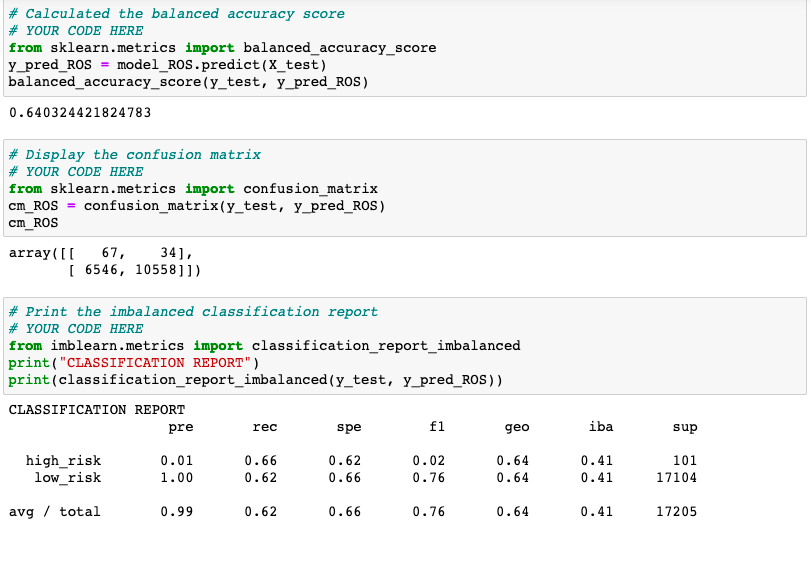 # Calculated the balanced accuracy score
# YOUR CODE HERE
from sklearn.metrics import balanced_accuracy_score
y_pred_ROS = model_ROS.predict(X_test)
balanced_accuracy_score(y_test, y_pred_ROS)
0.640324421824783
# Display the confusion matrix
# YOUR CODE HERE
from sklearn.metrics import confusion_matrix
cm_ROS = confusion_matrix(y_test, y_pred_ROS)
cm_ROS
array([[   67,    34],
       [ 6546, 10558]])
# Print the imbalanced classification report
# YOUR CODE HERE
from imblearn.metrics import classification_report_imbalanced
print("CLASSIFICATION REPORT")
print(classification_report_imbalanced(y_test, y_pred_ROS))
CLASSIFICATION REPORT
                   pre       rec       spe        f1       geo       iba       sup
  high_risk       0.01      0.66      0.62      0.02      0.64      0.41       101
   low_risk       1.00      0.62      0.66      0.76      0.64      0.41     17104
avg / total       0.99      0.62      0.66      0.76      0.64      0.41     17205